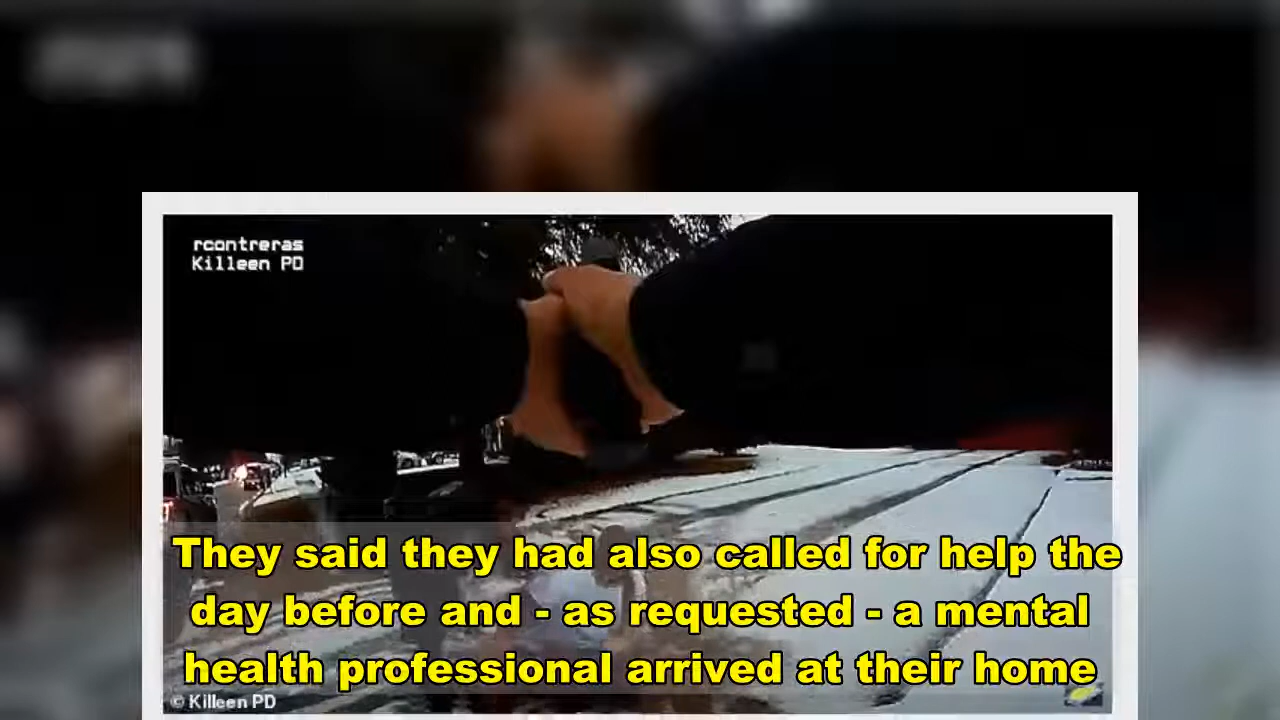 rcontreras
Killeen PD
They said they had also called for help the
day before and - as requested - a mental
health professional arrived at their home
© Killeen PD